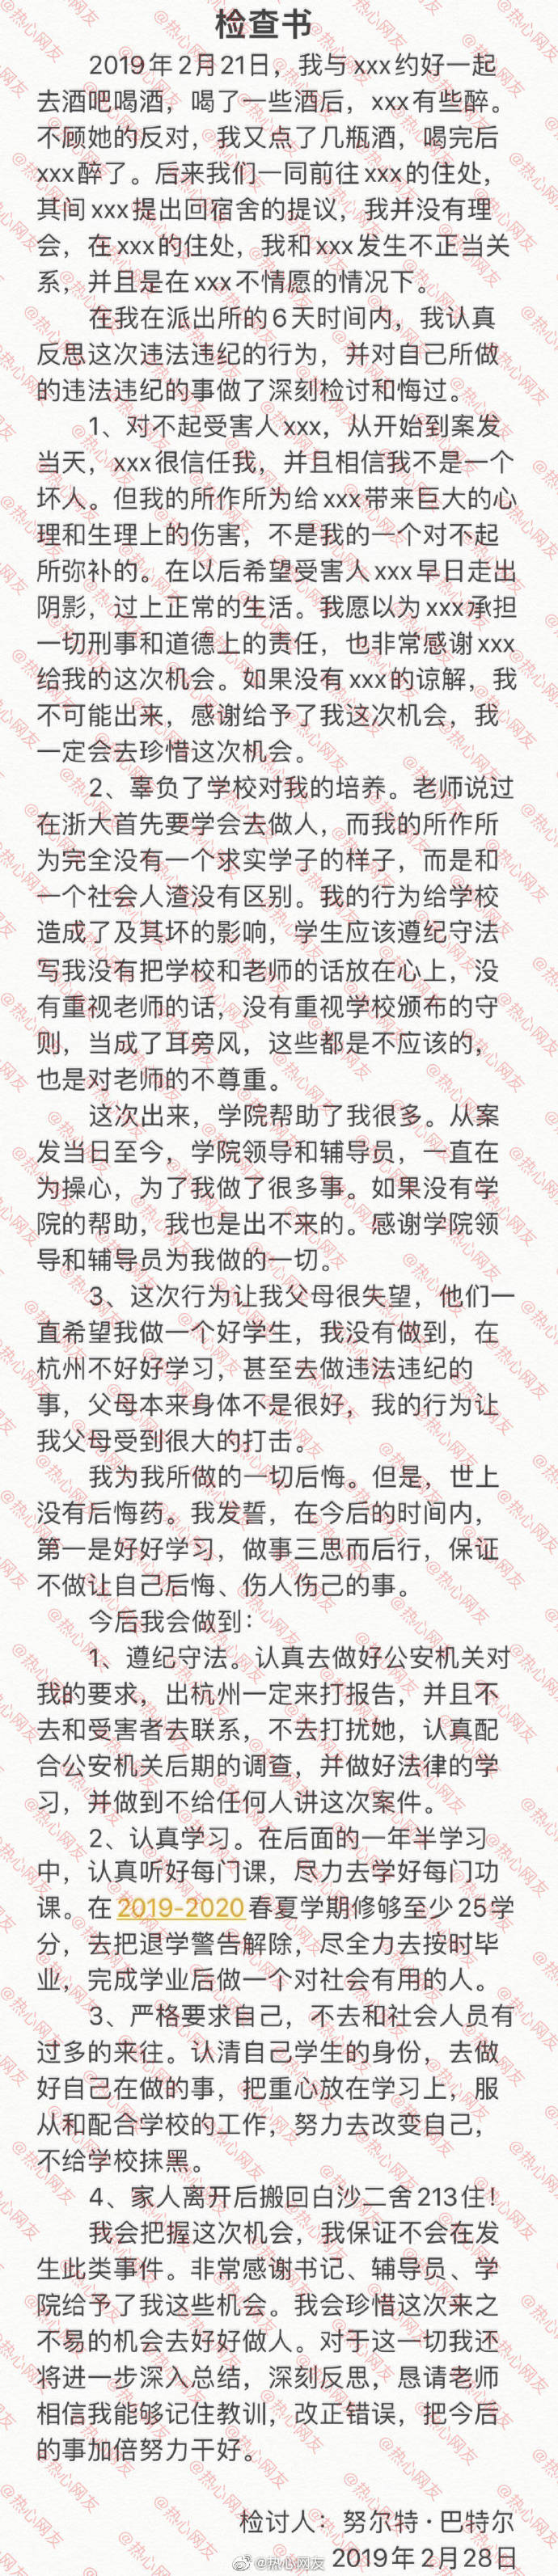 检查书
2019年2月21日，我与xxx约好一起
去酒吧喝酒，喝了一些酒后，xxx有些醉。
不顾她的反对，我又点了几瓶酒，喝完后
xxx醉了。后来我们一同前往xxx的住处，
其间xxx提出回宿舍的提议，我并没有理
会，在xxx的住处，我和xxx发生不正当关
系，并且是在xxx不情愿的情况下。
在我在派出所的6天时间内，我认真
反思这次违法违纪的行为，并对自己所做
的违法违纪的事做了深刻检讨和悔过。
1、对不起受害人xxx，从开始到案发
当天，xxx很信任我，并且相信我不是一个
坏人。但我的所作所为给xxx带来巨大的心
理和生理上的伤害，不是我的一个对不起
所弥补的。在以后希望受害人xxx早日走出
阴影，过上正常的生活。我愿以为xxx承担
一切刑事和道德上的责任，也非常感谢xxx
给我的这次机会。如果没有xxx的谅解，我
不可能出来，感谢给予了我这次机会，我
一定会去珍惜这次机会。
2、辜负了学校对我的培养。老师说过
在浙大首先要学会去做人，而我的所作所
为完全没有一个求实学子的样子，而是和
一个社会人渣没有区别。我的行为给学校
造成了及其坏的影响，学生应该遵纪守法
写我没有把学校和老师的话放在心上，没
有重视老师的话，没有重视学校颁布的守
则，当成了耳旁风，这些都是不应该的，
也是对老师的不尊重。
这次出来，学院帮助了我很多。从案
发当日至今，学院领导和辅导员，一直在
为操心，为了我做了很多事。如果没有学
院的帮助，我也是出不来的。感谢学院领
导和辅导员为我做的一切。
3、这次行为让我父母很失望，他们一
直希望我做一个好学生，我没有做到，在
杭州不好好学习，甚至去做违法违纪的
事，父母本来身体不是很好，我的行为让
我父母受到很大的打击。
我为我所做的一切后悔。但是，世上
没有后悔药。我发誓，在今后的时间内，
第一是好好学习，做事三思而后行，保证
不做让自己后悔、伤人伤己的事。
今后我会做到：
1、遵纪守法。认真去做好公安机关对
我的要求，出杭州一定来打报告，并且不
去和受害者去联系，不去打扰她，认真配
合公安机关后期的调查，并做好法律的学
习，并做到不给任何人讲这次案件。
2、认真学习。在后面的一年半学习
中，认真听好每门课，尽力去学好每门功
课。在2019-2020春夏学期修够至少25学
分，去把退学警告解除，尽全力去按时毕
业，完成学业后做一个对社会有用的人。
3、严格要求自己，不去和社会人员有
过多的来往。认清自己学生的身份，去做
好自己在做的事，把重心放在学习上，服
从和配合学校的工作，努力去改变自己，
不给学校抹黑。
4、家人离开后搬回白沙二舍213住！
我会把握这次机会，我保证不会在发
生此类事件。非常感谢书记、辅导员、学
院给予了我这些机会。我会珍惜这次来之
不易的机会去好好做人。对于这一切我还
将进一步深入总结，深刻反思，恳请老师
相信我能够记住教训，改正错误，把今后
的事加倍努力干好。
检讨人：努尔特·巴特尔
2019年2月28日
@热心网友